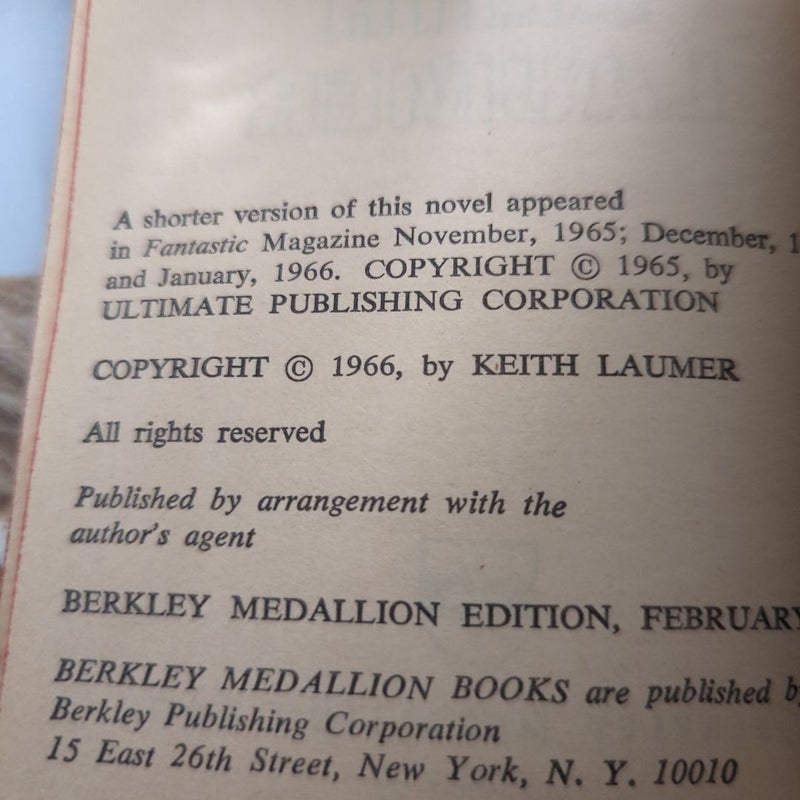 A shorter version of this novel appeared
in Fantastic Magazine November, 1965; December, 1
and January, 1966. COPYRIGHT © 1965, by
ULTIMATE PUBLISHING CORPORATION
COPYRIGHT © 1966, by KEITH LAUMER
All rights reserved
Published by arrangement with the
author's agent
BERKLEY MEDALLION EDITION, FEBRUARY
BERKLEY MEDALLION BOOKS are published b
Berkley Publishing Corporation
15 East 26th Street, New York, N. Y. 10010